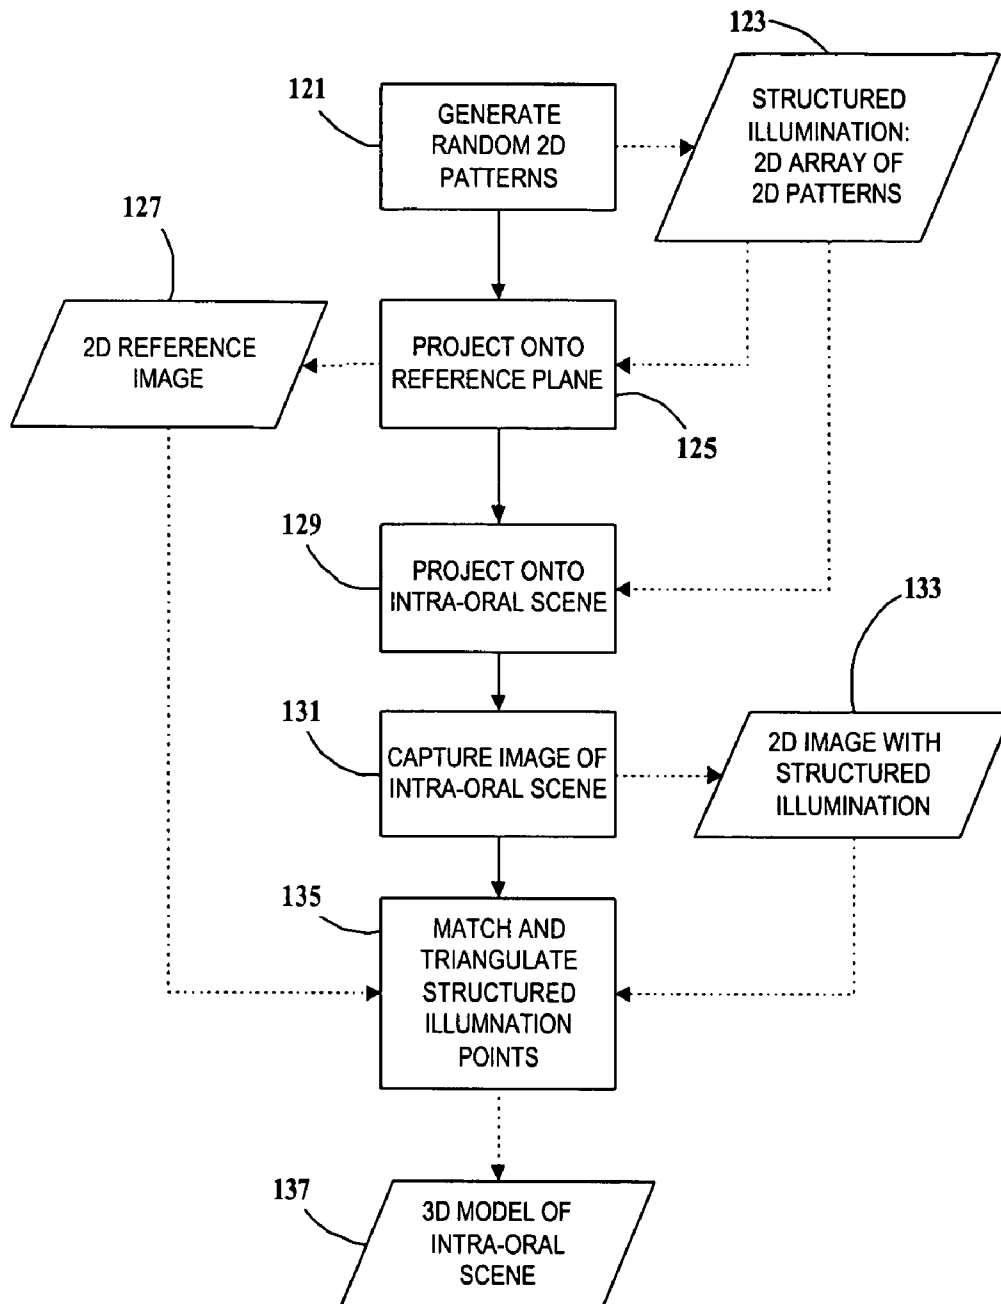 123
121
GENERATE
RANDOM 2D
PATTERNS
STRUCTURED
ILLUMINATION:
2D ARRAY OF
2D PATTERNS
127
2D REFERENCE
IMAGE
PROJECT ONTO
REFERENCE PLANE
125
129
PROJECT ONTO
INTRA-ORAL SCENE
133
131
CAPTURE IMAGE OF
INTRA-ORAL SCENE
2D IMAGE WITH
STRUCTURED
ILLUMINATION
135
MATCH AND
TRIANGULATE
STRUCTURED
ILLUMNATION
POINTS
137
3D MODEL OF
INTRA-ORAL
SCENE